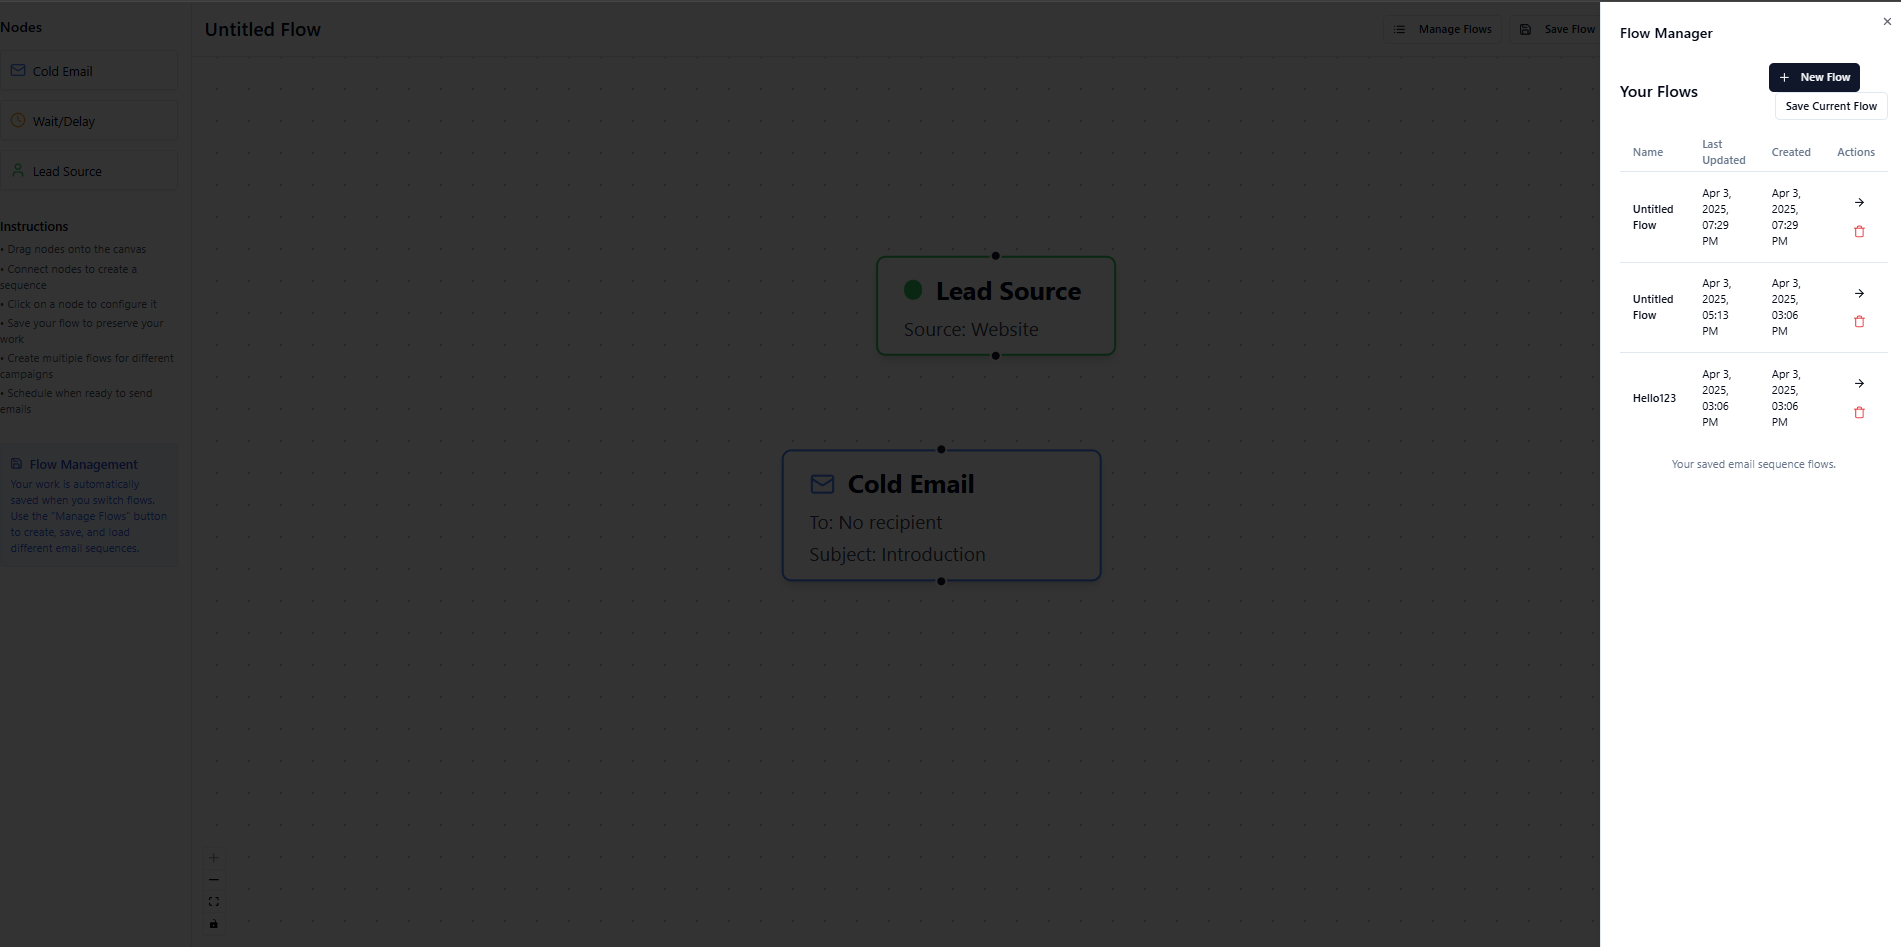 Nodes
Cold Email
Wait/Delay
Lead Source
Instructions
• Drag nodes onto the canvas
• Connect nodes to create a
sequence
• Click on a node to configure it
• Save your flow to preserve your
work
• Create multiple flows for different
campaigns
• Schedule when ready to send
emails
Flow Management
Your work is automatically
saved when you switch flows.
Use the "Manage Flows" button
to create, save, and load
different email sequences.
Untitled Flow
Manage Flows
Save Flow
Lead Source
Source: Website
Cold Email
To: No recipient
Subject: Introduction
Flow Manager
Your Flows
New Flow
Save Current Flow
Name
Last
Updated
Created
Actions
Untitled
Flow
Apr 3,
2025,
07:29
PM
Apr 3,
2025,
07:29
PM
Untitled
Flow
Apr 3,
2025,
05:13
PM
Apr 3,
2025,
03:06
PM
Hello123
Apr 3,
2025,
03:06
PM
Apr 3,
2025,
03:06
PM
Your saved email sequence flows.